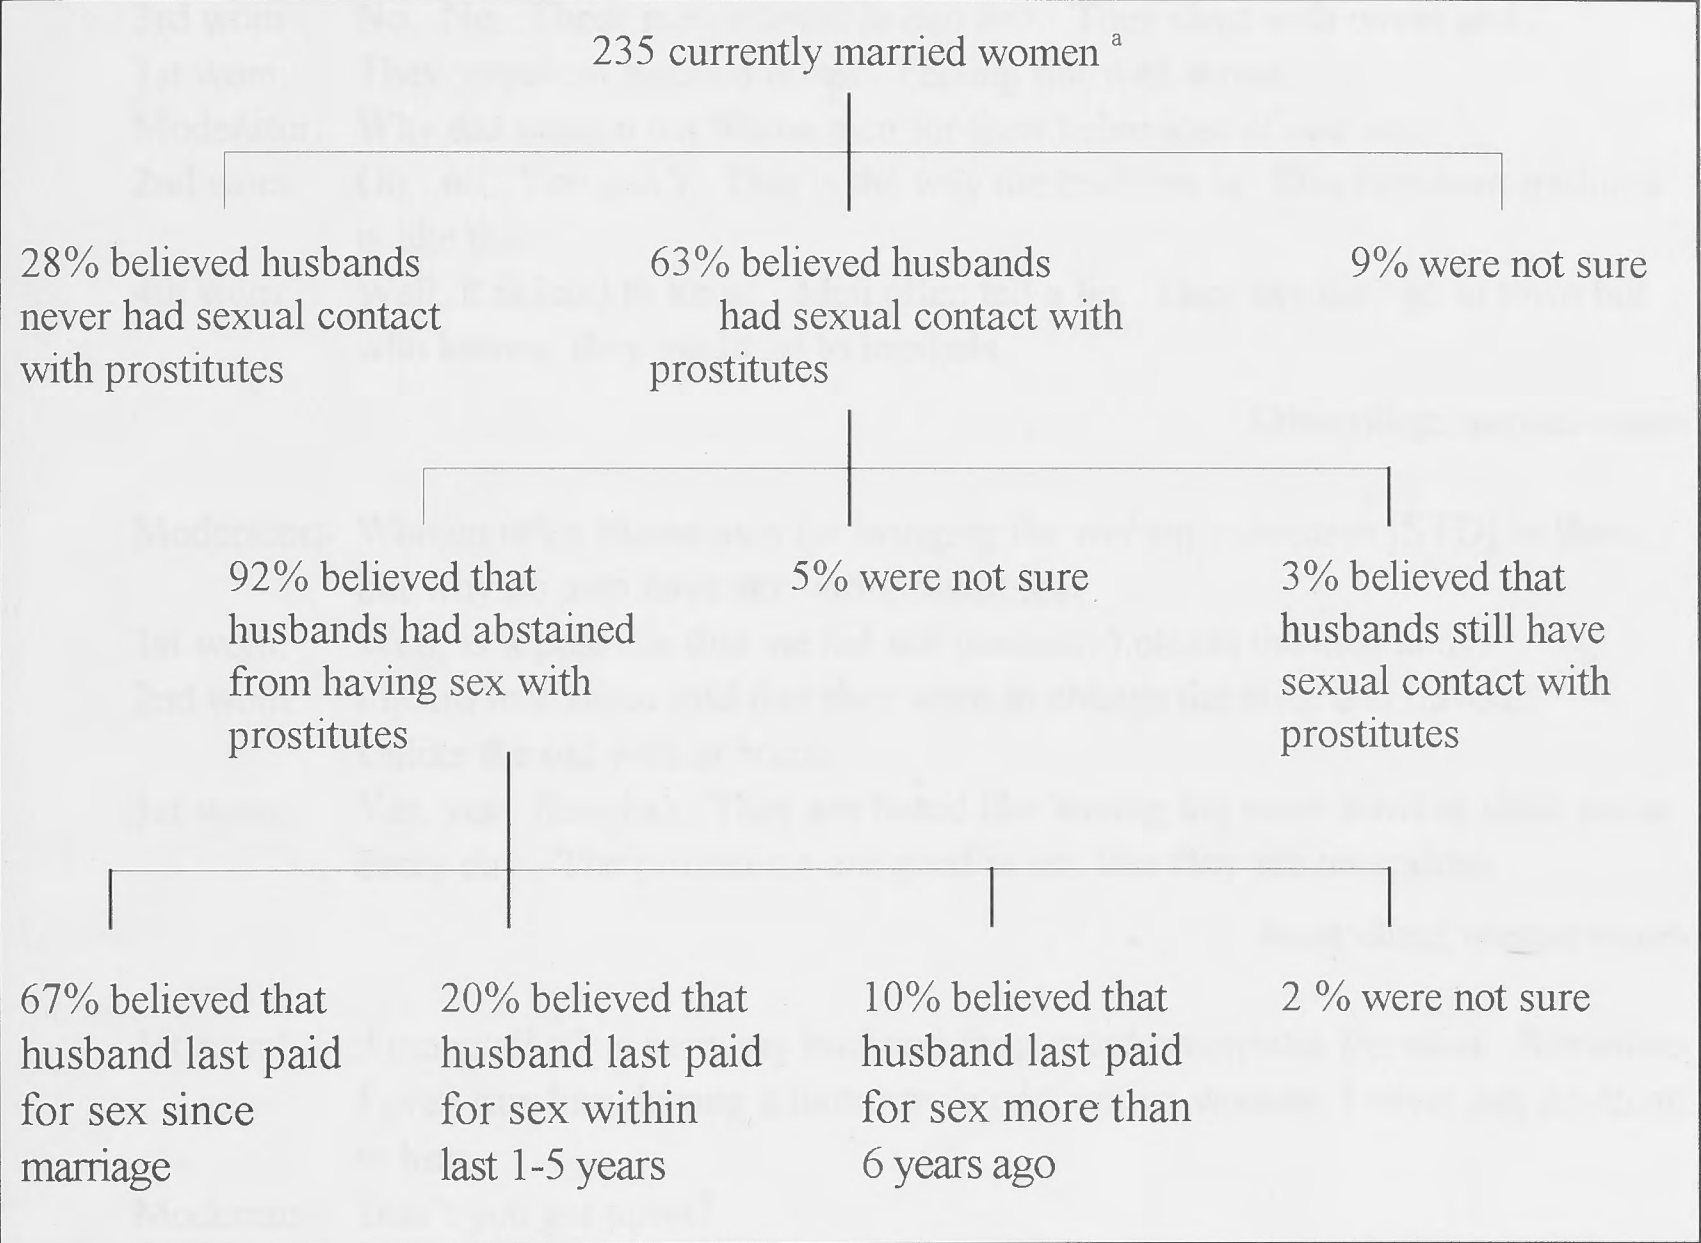 235 currently married women a
28% believed husbands
never had sexual contact
with prostitutes
63% believed husbands
had sexual contact with
prostitutes
9% were not sure
92% believed that
husbands had abstained
from having sex with
prostitutes
5% were not sure
3% believed that
husbands still have
sexual contact with
prostitutes
67% believed that
husband last paid
for sex since
marriage
20% believed that
husband last paid
for sex within
last 1-5 years
10% believed that
husband last paid
for sex more than
6 years ago
2 % were not sure